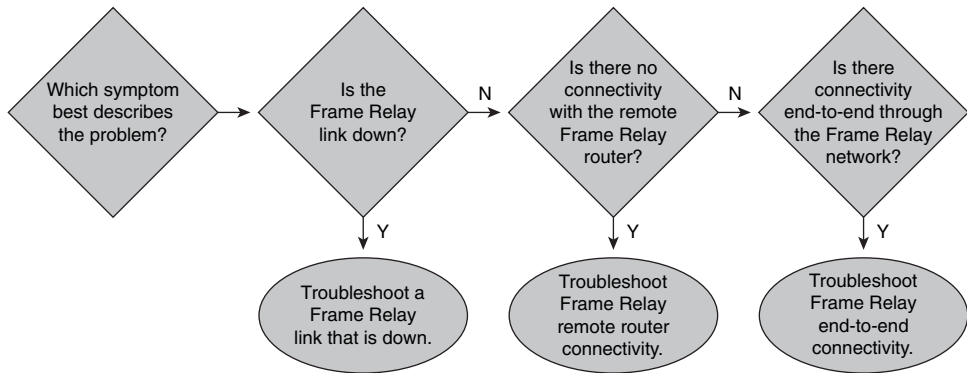 Which symptom
best describes
the problem?
Is the
Frame Relay
link down?
N
Is there no
connectivity
with the remote
Frame Relay
router?
N
Is there
connectivity
end-to-end through
the Frame Relay
network?
Y
Y
Y
Troubleshoot a
Frame Relay
link that is down.
Troubleshoot
Frame Relay
remote router
connectivity.
Troubleshoot
Frame Relay
end-to-end
connectivity.